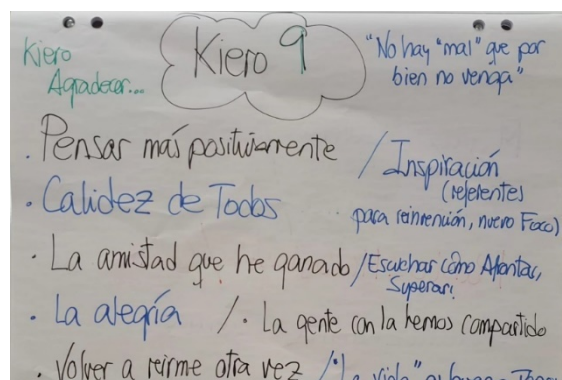 Kiero
Agradecer...
Kiero 9
"No hay "mal" que por
bien no venga"
. Pensar más positivamente / Inspiración
(referentes
para reinvención, nuevo Foco)
. Calidez de Todos
. La amistad que he ganado / Escuchar cómo Afrontar,
Superar!
. La alegría / . La gente con la hemos compartido
. Volver a reirme otra vez